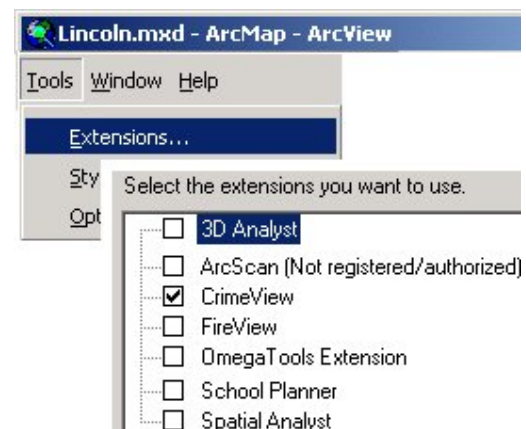 Lincoln.mxd - ArcMap - ArcView
Tools Window Help
Extensions...
Sty
Opt
Select the extensions you want to use.
3D Analyst
ArcScan (Not registered/authorized)
CrimeView
FireView
OmegaTools Extension
School Planner
Spatial Analyst